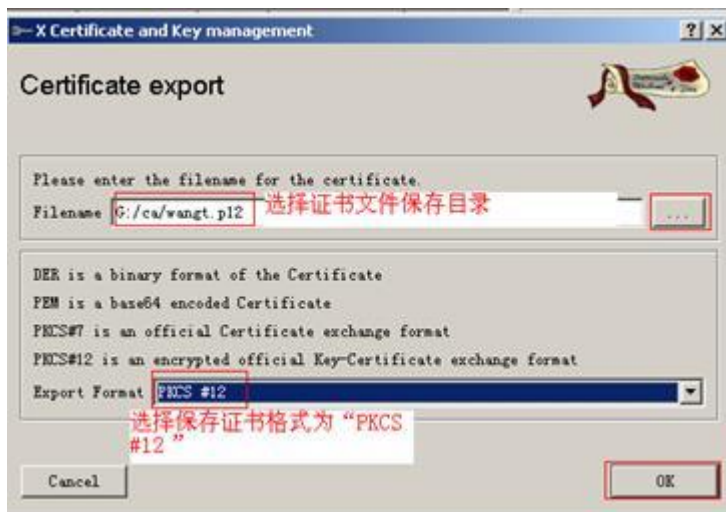 X Certificate and Key management
Certificate export
Please enter the filename for the certificate.
Filename G:/ca/wangt.p12 选择证书文件保存目录 ...
DER is a binary format of the Certificate
PEM is a base64 encoded Certificate
PKCS#7 is an official Certificate exchange format
PKCS#12 is an encrypted official Key-Certificate exchange format
Export Format PKCS #12
选择保存证书格式为“PKCS
#12 ”
Cancel OK